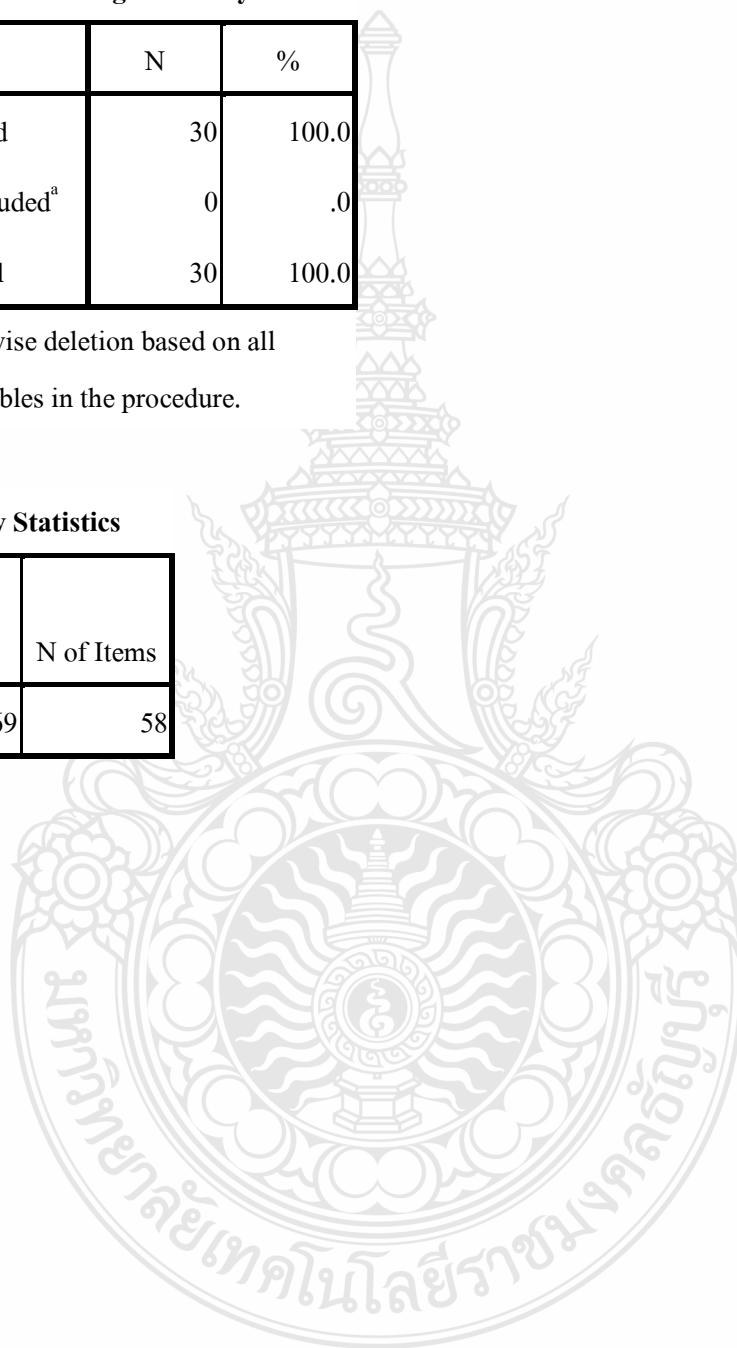 N %
d 30 100.0
uded^a 0 .0
l 30 100.0
wise deletion based on all
bles in the procedure.
y Statistics
N of Items
69 58
มหาวิทยาลัยเทคโนโลยีราชมงคลธัญบุรี